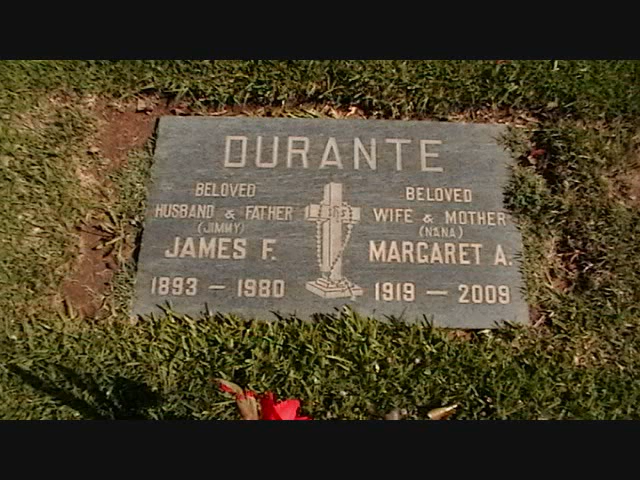 DURANTE
BELOVED
HUSBAND & FATHER
(JIMMY)
JAMES F.
1893 – 1980
BELOVED
WIFE & MOTHER
(NANA)
MARGARET A.
1919 – 2009